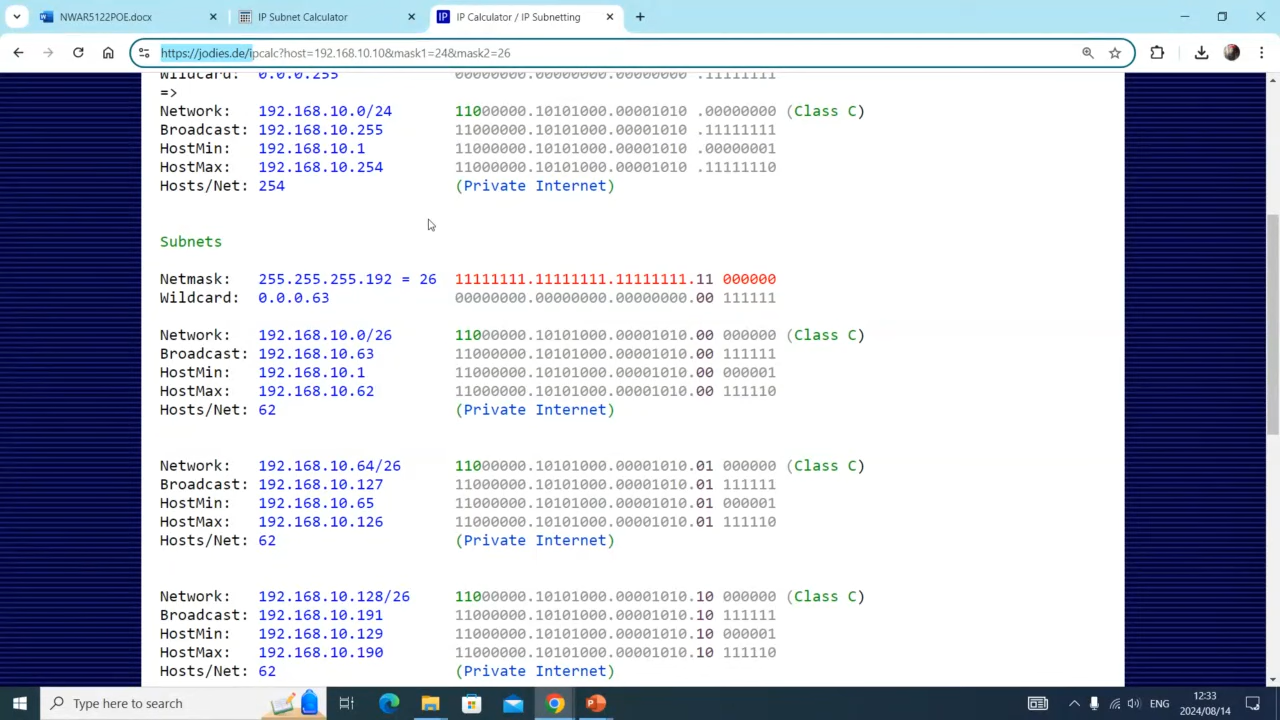 NWAR5122POE.docx
IP Subnet Calculator
IP Calculator / IP Subnetting
https://jodies.de/ipcalc?host=192.168.10.10&mask1=24&mask2=26
Wildcard: 0.0.0.255 00000000.00000000.00000000 .11111111
=>
Network: 192.168.10.0/24 11000000.10101000.00001010 .00000000 (Class C)
Broadcast: 192.168.10.255 11000000.10101000.00001010 .11111111
HostMin: 192.168.10.1 11000000.10101000.00001010 .00000001
HostMax: 192.168.10.254 11000000.10101000.00001010 .11111110
Hosts/Net: 254 (Private Internet)
Subnets
Netmask: 255.255.255.192 = 26 11111111.11111111.11111111.11 000000
Wildcard: 0.0.0.63 00000000.00000000.00000000.00 111111
Network: 192.168.10.0/26 11000000.10101000.00001010.00 000000 (Class C)
Broadcast: 192.168.10.63 11000000.10101000.00001010.00 111111
HostMin: 192.168.10.1 11000000.10101000.00001010.00 000001
HostMax: 192.168.10.62 11000000.10101000.00001010.00 111110
Hosts/Net: 62 (Private Internet)
Network: 192.168.10.64/26 11000000.10101000.00001010.01 000000 (Class C)
Broadcast: 192.168.10.127 11000000.10101000.00001010.01 111111
HostMin: 192.168.10.65 11000000.10101000.00001010.01 000001
HostMax: 192.168.10.126 11000000.10101000.00001010.01 111110
Hosts/Net: 62 (Private Internet)
Network: 192.168.10.128/26 11000000.10101000.00001010.10 000000 (Class C)
Broadcast: 192.168.10.191 11000000.10101000.00001010.10 111111
HostMin: 192.168.10.129 11000000.10101000.00001010.10 000001
HostMax: 192.168.10.190 11000000.10101000.00001010.10 111110
Hosts/Net: 62 (Private Internet)
Type here to search
ENG
12:33
2024/08/14